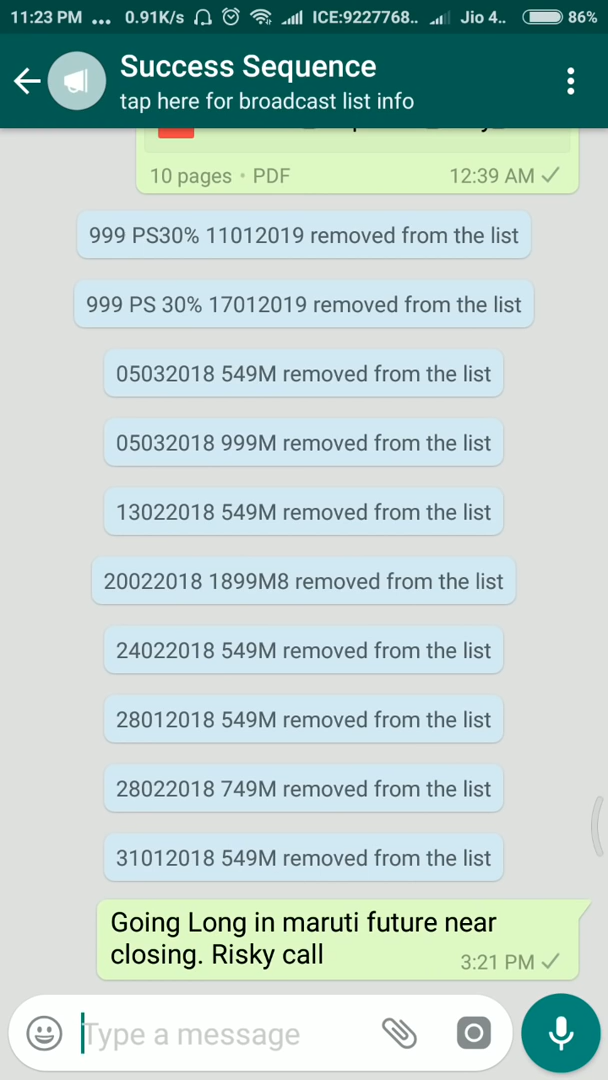 11:23 PM ... 0.91K/s ICE:9227768.. Jio 4.. 86%
Success Sequence
tap here for broadcast list info
10 pages • PDF 12:39 AM
999 PS30% 11012019 removed from the list
999 PS 30% 17012019 removed from the list
05032018 549M removed from the list
05032018 999M removed from the list
13022018 549M removed from the list
20022018 1899M8 removed from the list
24022018 549M removed from the list
28012018 549M removed from the list
28022018 749M removed from the list
31012018 549M removed from the list
Going Long in maruti future near
closing. Risky call
3:21 PM
Type a message